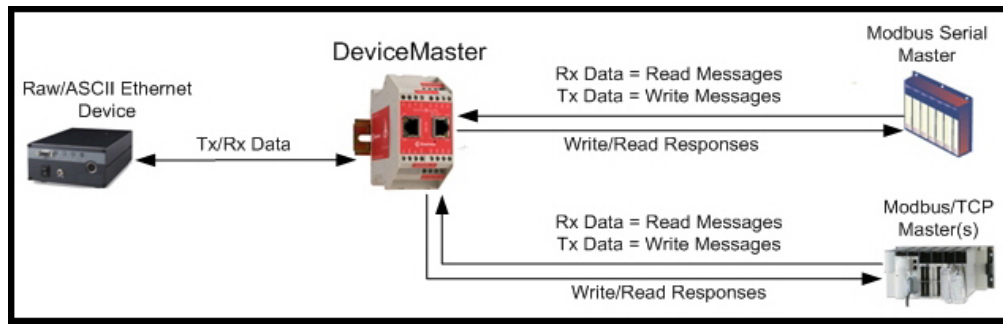 Raw/ASCII Ethernet
Device
Tx/Rx Data
DeviceMaster
Rx Data = Read Messages
Tx Data = Write Messages
Write/Read Responses
Modbus Serial
Master
Rx Data = Read Messages
Tx Data = Write Messages
Write/Read Responses
Modbus/TCP
Master(s)